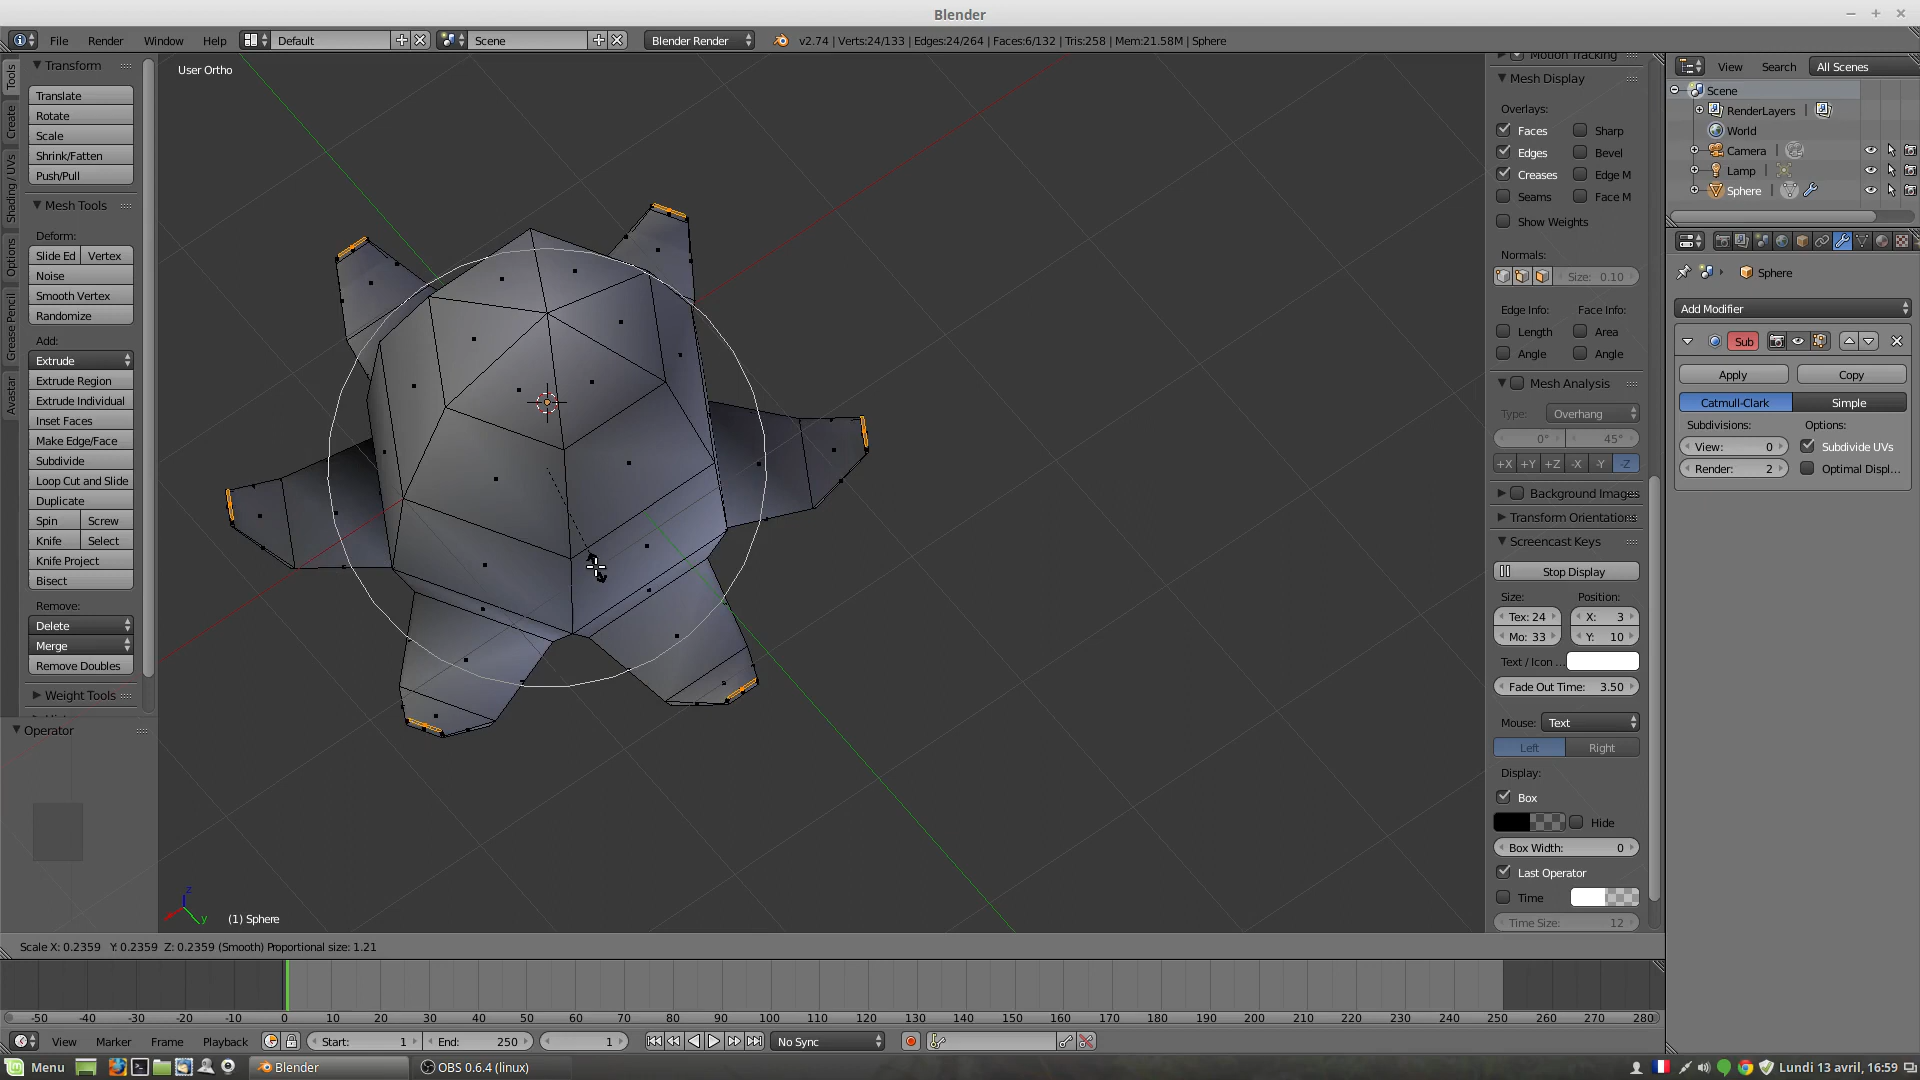 Blender
File Render Window Help Default Scene Blender Render v2.74 | Verts:24/133 | Edges:24/264 | Faces:6/132 | Tris:258 | Mem:21.58M | Sphere
Tools
Create
Shading / UVs
Options
Grease Pencil
Avastar
Transform
Translate
Rotate
Scale
Shrink/Fatten
Push/Pull
Mesh Tools
Deform:
Slide Ed Vertex
Noise
Smooth Vertex
Randomize
Add:
Extrude
Extrude Region
Extrude Individual
Inset Faces
Make Edge/Face
Subdivide
Loop Cut and Slide
Duplicate
Spin Screw
Knife Select
Knife Project
Bisect
Remove:
Delete
Merge
Remove Doubles
Weight Tools
Operator
User Ortho
z
y
(1) Sphere
Motion Tracking
Mesh Display
Overlays:
Faces Sharp
Edges Bevel
Creases Edge M
Seams Face M
Show Weights
Normals:
Size: 0.10
Edge Info: Face Info:
Length Area
Angle Angle
Mesh Analysis
Type: Overhang
0° 45°
+X +Y +Z -X -Y -Z
Background Images
Transform Orientations
Screencast Keys
Stop Display
Size: Position:
Tex: 24 X: 3
Mo: 33 Y: 10
Text / Icon ...
Fade Out Time: 3.50
Mouse: Text
Left Right
Display:
Box
Hide
Box Width: 0
Last Operator
Time
Time Size: 12
View Search All Scenes
Scene
RenderLayers
World
Camera
Lamp
Sphere
Sphere
Add Modifier
Sub
Apply Copy
Catmull-Clark Simple
Subdivisions: Options:
View: 0 Subdivide UVs
Render: 2 Optimal Displ...
Scale X: 0.2359 Y: 0.2359 Z: 0.2359 (Smooth) Proportional size: 1.21
-50 -40 -30 -20 -10 0 10 20 30 40 50 60 70 80 90 100 110 120 130 140 150 160 170 180 190 200 210 220 230 240 250 260 270 280
View Marker Frame Playback Start: 1 End: 250 1 No Sync
Menu Blender OBS 0.6.4 (linux) Lundi 13 avril, 16:59